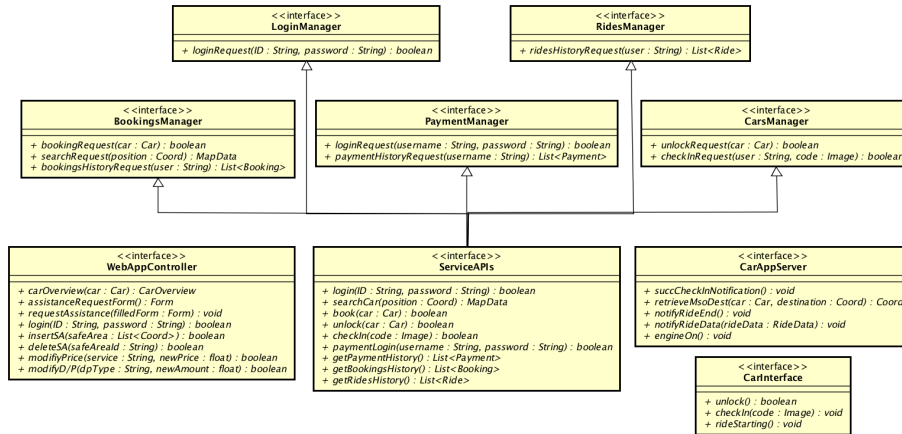 <<interface>>
LoginManager
+ loginRequest(ID : String, password : String) : boolean
<<interface>>
RidesManager
+ ridesHistoryRequest(user : String) : List<Ride>
<<interface>>
BookingsManager
+ bookingRequest(car : Car) : boolean
+ searchRequest(position : Coord) : MapData
+ bookingsHistoryRequest(user : String) : List<Booking>
<<interface>>
PaymentManager
+ loginRequest(username : String, password : String) : boolean
+ paymentHistoryRequest(username : String) : List<Payment>
<<interface>>
CarsManager
+ unlockRequest(car : Car) : boolean
+ checkInRequest(user : String, code : Image) : boolean
<<interface>>
WebAppController
+ carOverview(car : Car) : CarOverview
+ assistanceRequestForm() : Form
+ requestAssistance(filledForm : Form) : void
+ login(ID : String, password : String) : boolean
+ insertSA(safeArea : List<Coord>) : boolean
+ deleteSA(safeAreaId : String) : boolean
+ modifiyPrice(service : String, newPrice : float) : boolean
+ modifyD/P(dpType : String, newAmount : float) : boolean
<<interface>>
ServiceAPIs
+ login(ID : String, password : String) : boolean
+ searchCar(position : Coord) : MapData
+ book(car : Car) : boolean
+ unlock(car : Car) : boolean
+ checkIn(code : Image) : boolean
+ paymentLogin(username : String, password : String) : boolean
+ getPaymentHistory() : List<Payment>
+ getBookingsHistory() : List<Booking>
+ getRidesHistory() : List<Ride>
<<interface>>
CarAppServer
+ succCheckInNotification() : void
+ retrieveMsoDest(car : Car, destination : Coord) : Coord
+ notifyRideEnd() : void
+ notifyRideData(rideData : RideData) : void
+ engineOn() : void
<<interface>>
CarInterface
+ unlock() : boolean
+ checkIn(code : Image) : void
+ rideStarting() : void